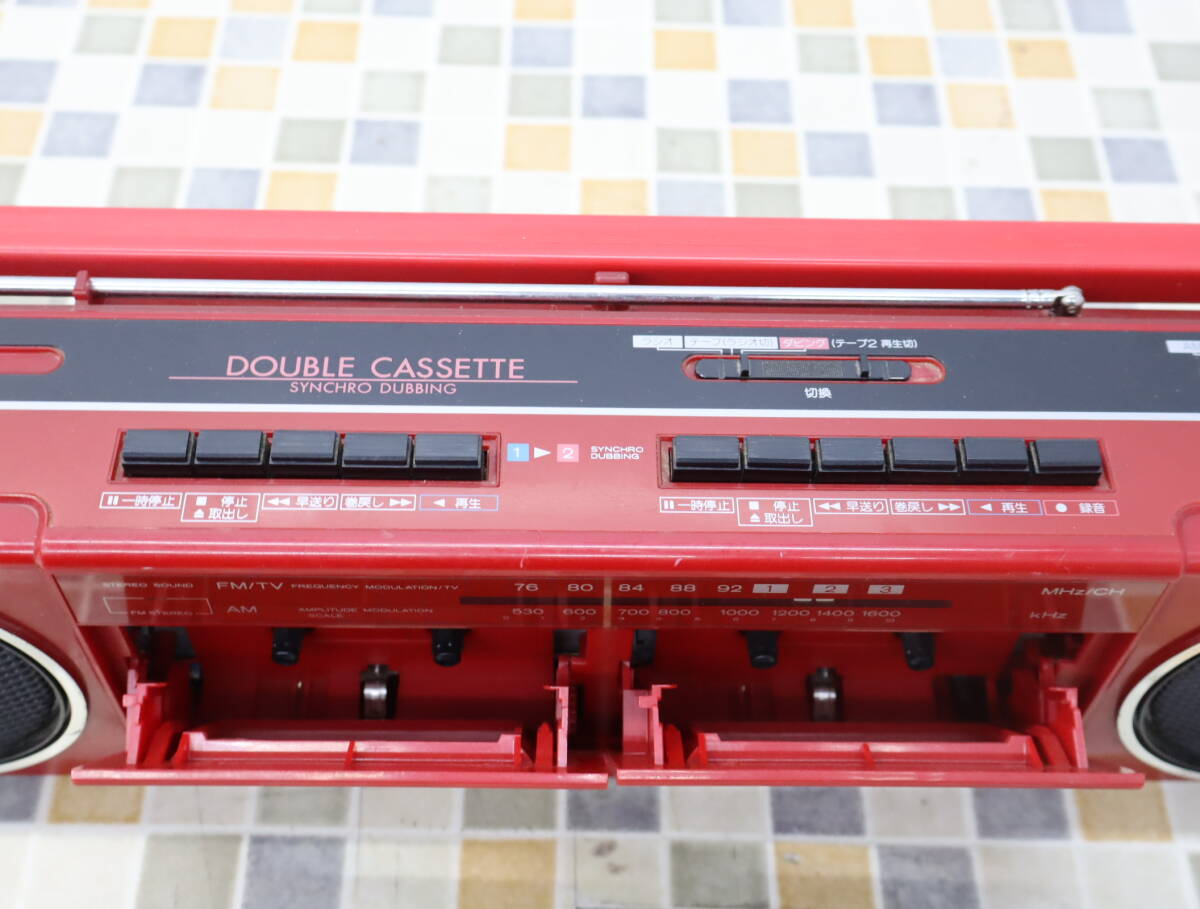 ラジオ テープ(ラジオ切) ダビング (テープ2 再生切)
DOUBLE CASSETTE
SYNCHRO DUBBING
切換
1 ▶ 2 SYNCHRO
DUBBING
一時停止 ■ 停止 ◀◀ 早送り 巻戻し ▶▶ ◀ 再生
⏏ 取出し
一時停止 ■ 停止 ◀◀ 早送り 巻戻し ▶▶ ◀ 再生 ● 録音
⏏ 取出し
STEREO SOUND FM/TV FREQUENCY MODULATION/TV 76 80 84 88 92 1 2 3 MHz/CH
FM STEREO AM AMPLITUDE MODULATION 530 600 700 800 1000 1200 1400 1600 kHz
SCALE